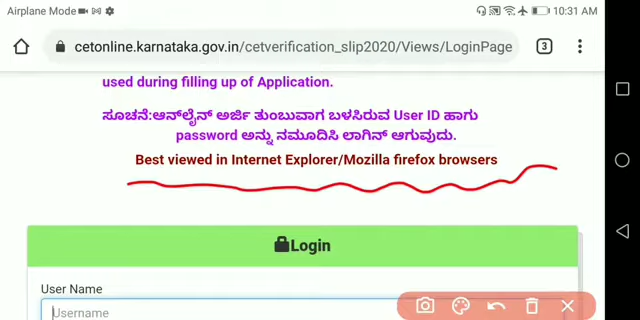 Airplane Mode 10:31 AM
cetonline.karnataka.gov.in/cetverification_slip2020/Views/LoginPage 3
used during filling up of Application.
ಸೂಚನೆ:ಆನ್‌ಲೈನ್ ಅರ್ಜಿ ತುಂಬುವಾಗ ಬಳಸಿರುವ User ID ಹಾಗು
password ಅನ್ನು ನಮೂದಿಸಿ ಲಾಗಿನ್ ಆಗುವುದು.
Best viewed in Internet Explorer/Mozilla firefox browsers
Login
User Name
Username